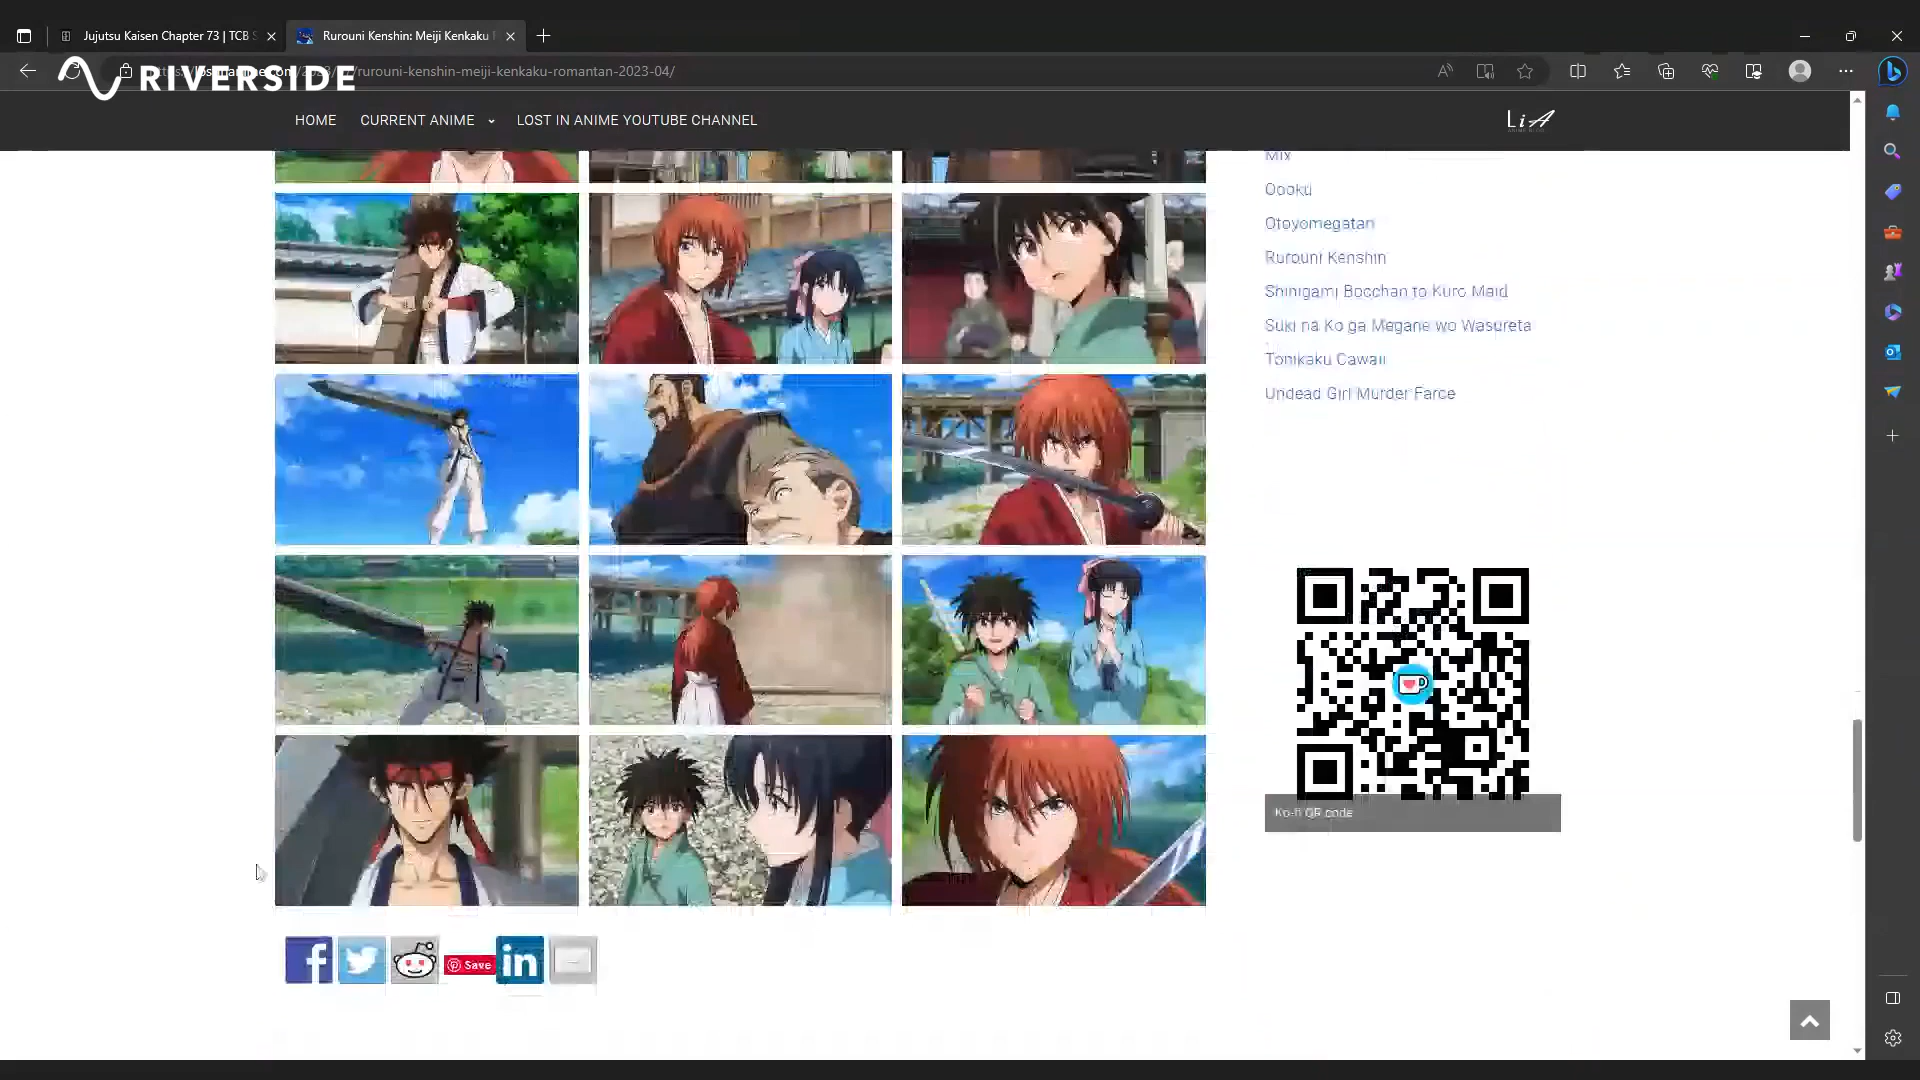 Jujutsu Kaisen Chapter 73 | TCB S
Rurouni Kenshin: Meiji Kenkaku
RIVERSIDE
/rurouni-kenshin-meiji-kenkaku-romantan-2023-04/
HOME
CURRENT ANIME
LOST IN ANIME YOUTUBE CHANNEL
LiA
Mix
Oooku
Otoyomegatari
Rurouni Kenshin
Shinigami Bocchan to Kuro Maid
Suki na Ko ga Megane wo Wasureta
Tonikaku Cawaii
Undead Girl Murder Farce
Ko-fi QR code
Save